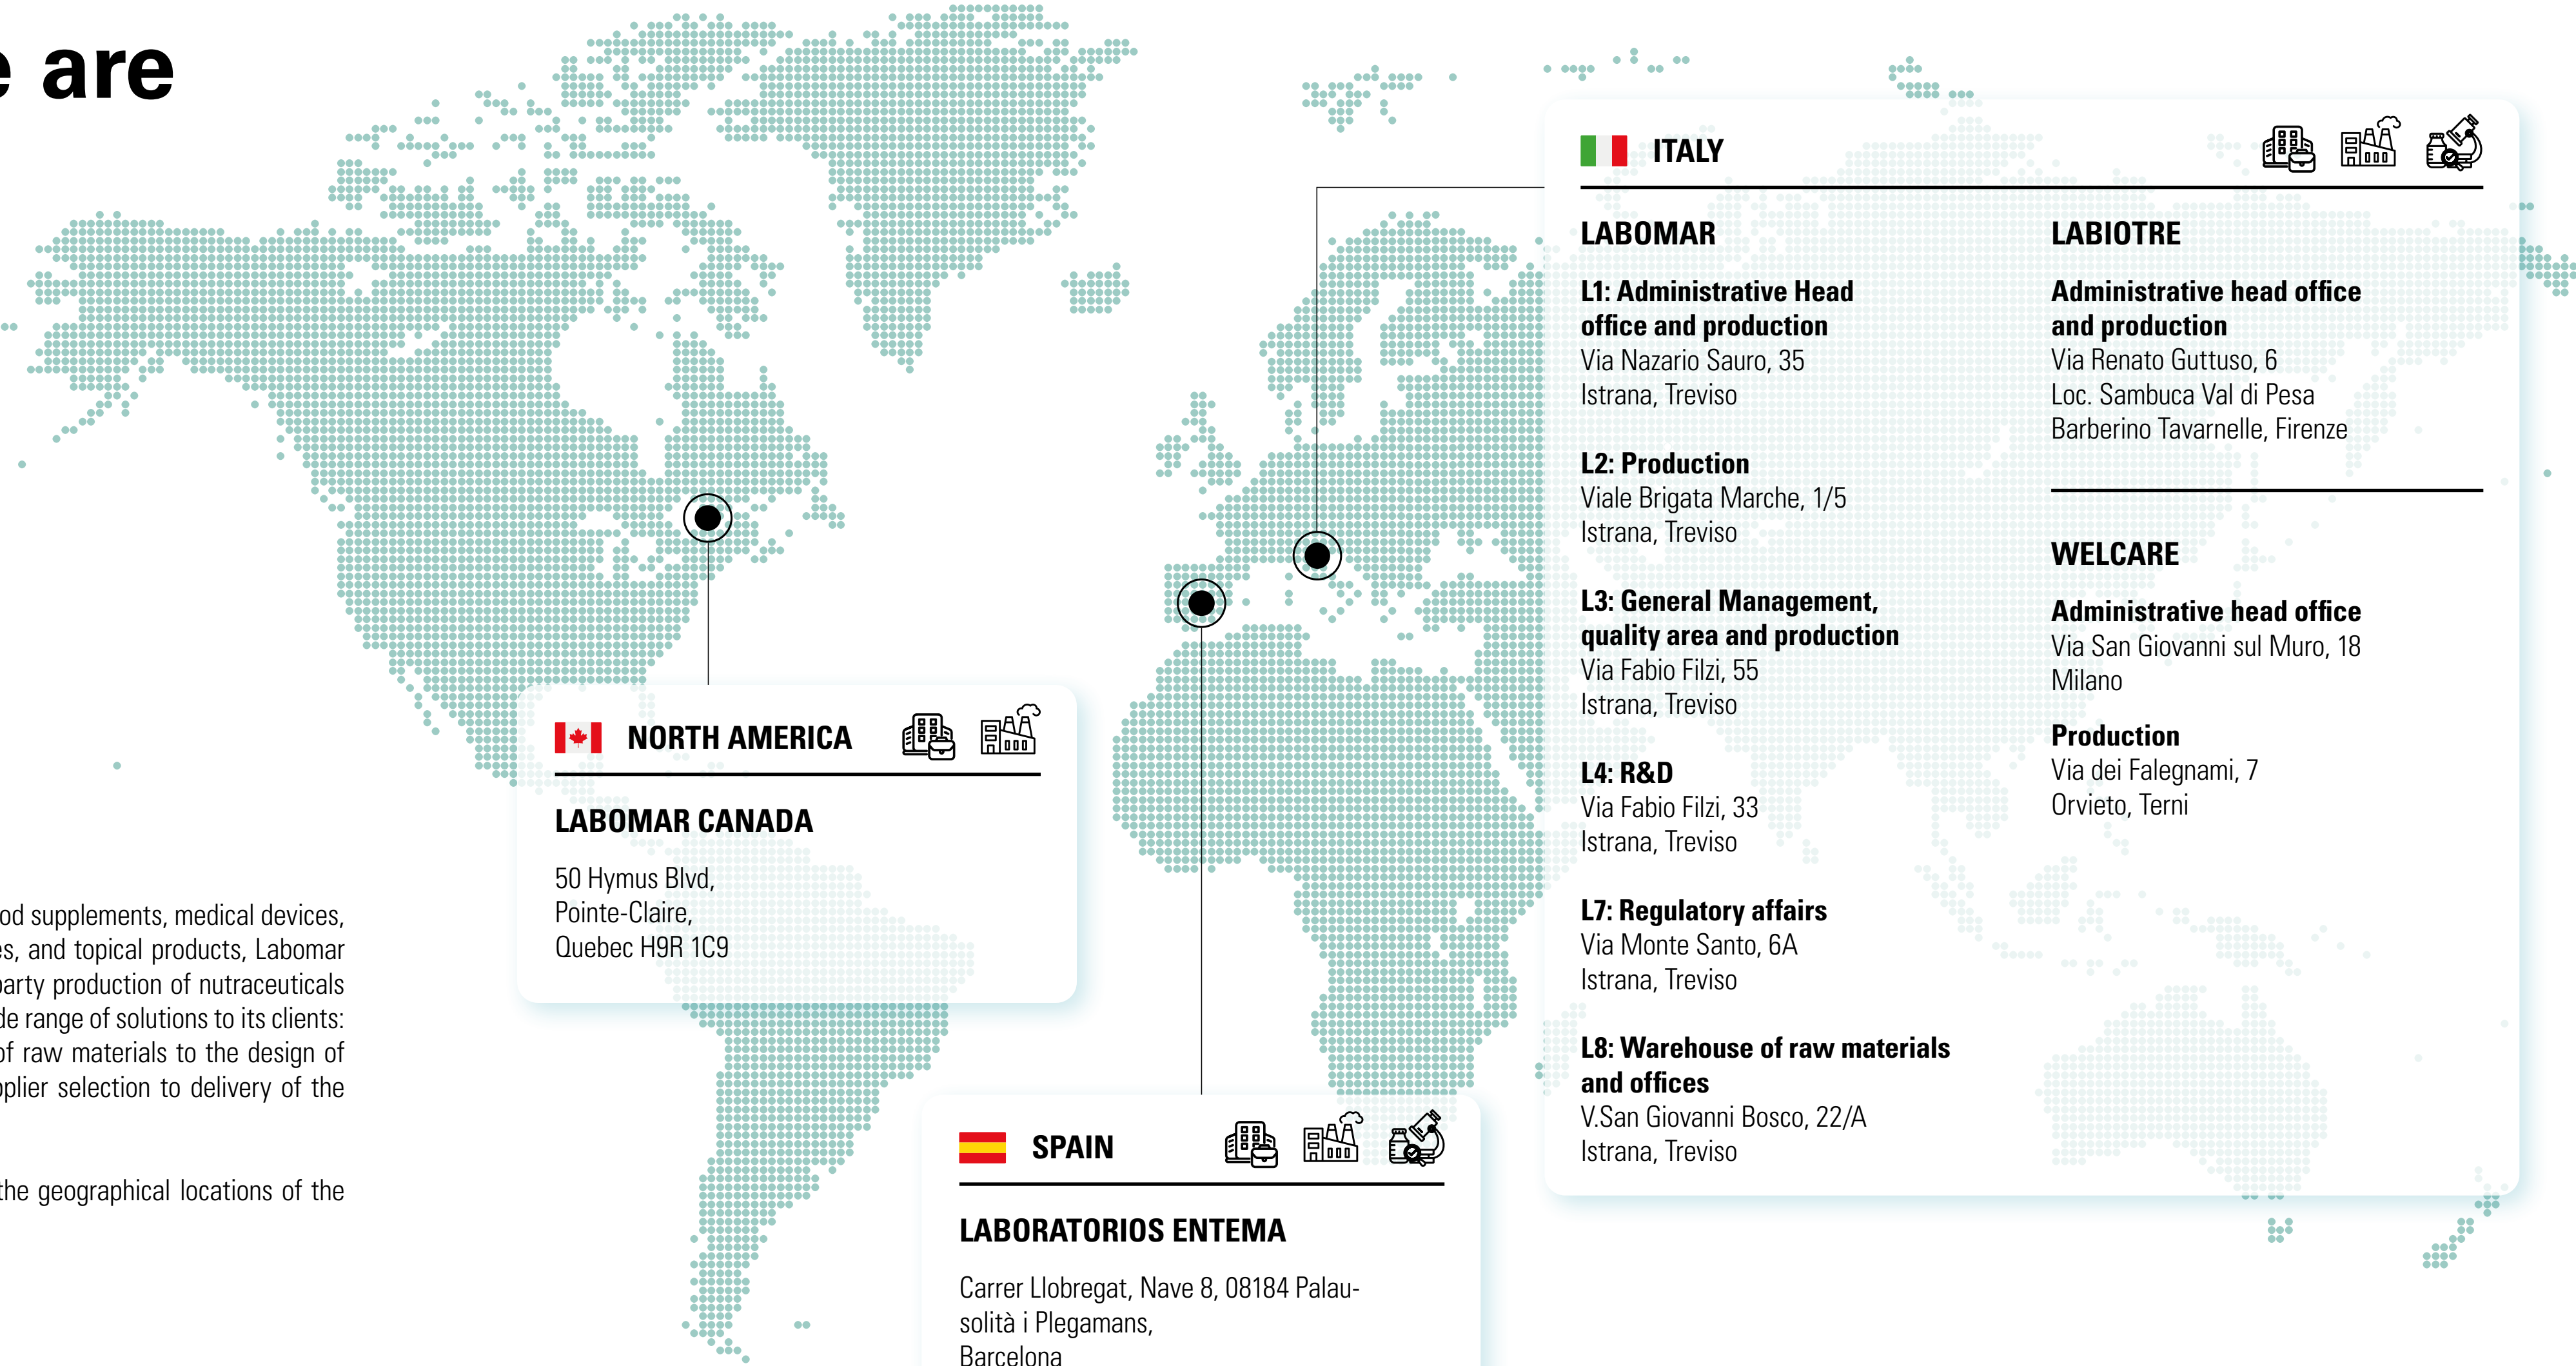 are
od supplements, medical devices,
and topical products, Labomar
party production of nutraceuticals
range of solutions to its clients:
of raw materials to the design of
selection to delivery of the
the geographical locations of the
NORTH AMERICA
LABOMAR CANADA
50 Hymus Blvd,
Pointe-Claire,
Quebec H9R 1C9
SPAIN
LABORATORIOS ENTEMA
Carrer Llobregat, Nave 8, 08184 Palau-
solità i Plegamans,
Barcelona
ITALY
LABOMAR
L1: Administrative Head
office and production
Via Nazario Sauro, 35
Istrana, Treviso
L2: Production
Viale Brigata Marche, 1/5
Istrana, Treviso
L3: General Management,
quality area and production
Via Fabio Filzi, 55
Istrana, Treviso
L4: R&D
Via Fabio Filzi, 33
Istrana, Treviso
L7: Regulatory affairs
Via Monte Santo, 6A
Istrana, Treviso
L8: Warehouse of raw materials
and offices
V.San Giovanni Bosco, 22/A
Istrana, Treviso
LABIOTRE
Administrative head office
and production
Via Renato Guttuso, 6
Loc. Sambuca Val di Pesa
Barberino Tavarnelle, Firenze
WELCARE
Administrative head office
Via San Giovanni sul Muro, 18
Milano
Production
Via dei Falegnami, 7
Orvieto, Terni